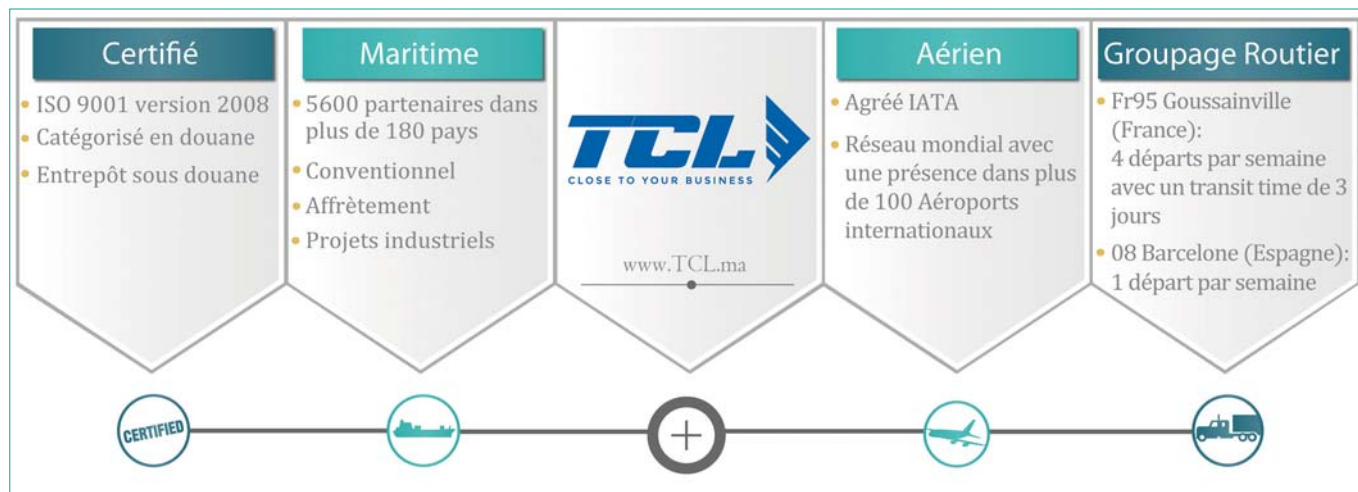 Certifié
• ISO 9001 version 2008
• Catégorisé en douane
• Entrepôt sous douane
Maritime
• 5600 partenaires dans
plus de 180 pays
• Conventionnel
• Affrètement
• Projets industriels
TCL
CLOSE TO YOUR BUSINESS
www.TCL.ma
Aérien
• Agréé IATA
• Réseau mondial avec
une présence dans plus
de 100 Aéroports
internationaux
Groupage Routier
• Fr95 Goussainville
(France):
4 départs par semaine
avec un transit time de 3
jours
• 08 Barcelone (Espagne):
1 départ par semaine
CERTIFIED
+